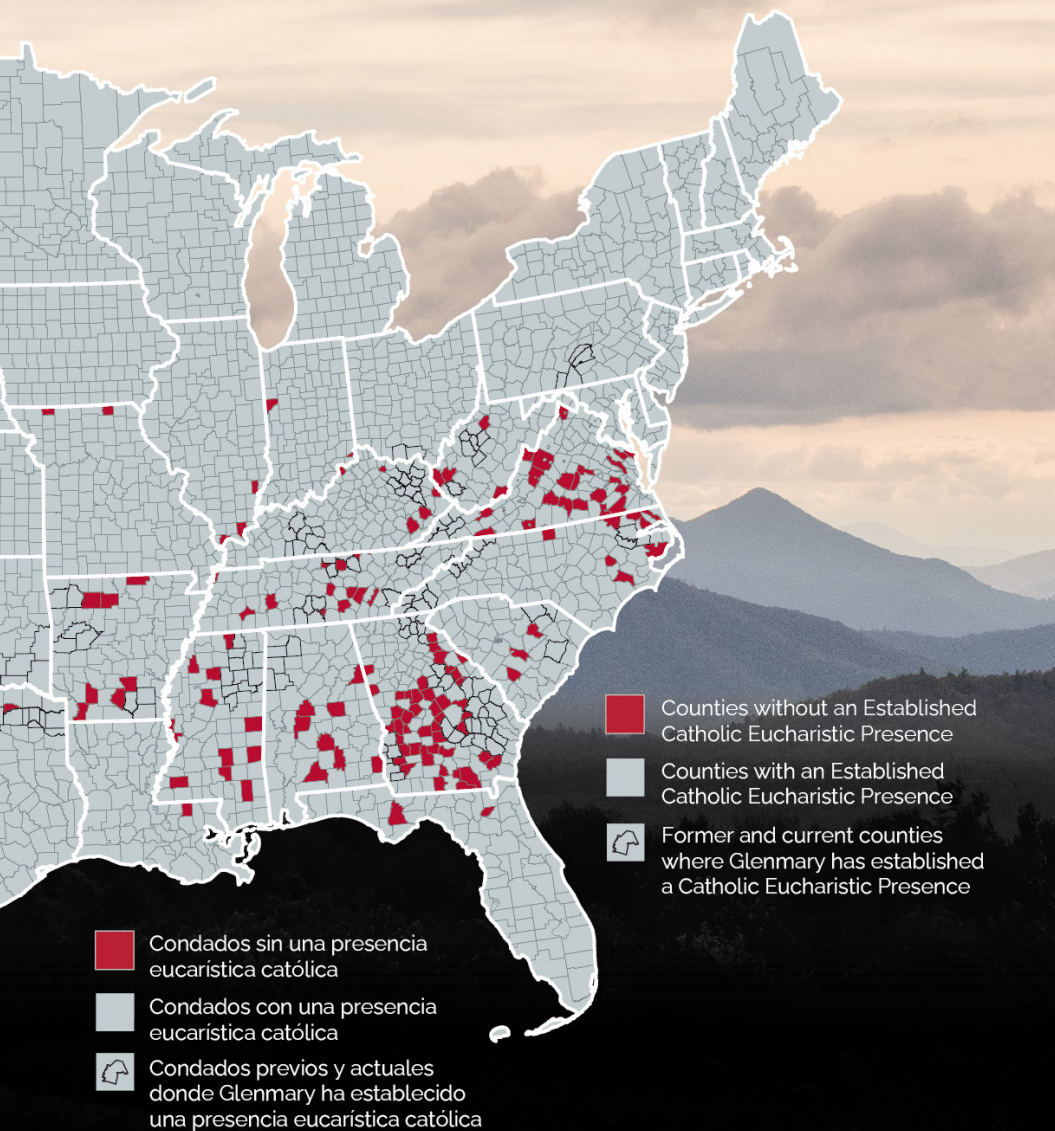 Counties without an Established
Catholic Eucharistic Presence
Counties with an Established
Catholic Eucharistic Presence
Former and current counties
where Glenmary has established
a Catholic Eucharistic Presence
Condados sin una presencia
eucarística católica
Condados con una presencia
eucarística católica
Condados previos y actuales
donde Glenmary ha establecido
una presencia eucarística católica